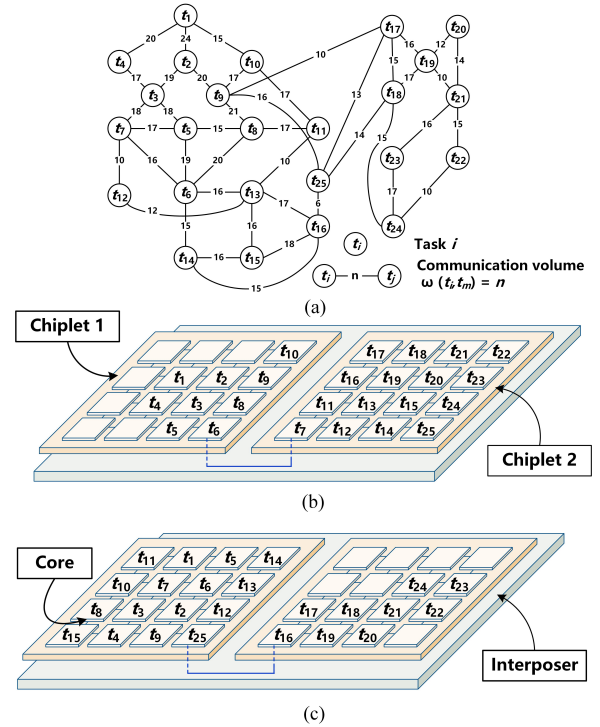 t1 t17 t20
20 24 15 16 12
t4 t2 t10 10 15 t19 14
17 19 20 17 17 10
t3 t9 16 17 13 t18 t21
18 18 21 14 15 16 15
t7 17 t5 15 t8 17 t11
10 16 19 20 10 t23 t22
t12 t6 16 t13 17 t25 17 10
12 15 16 6 t24
t16
t14 16 t15 18
15
ti Task i
ti n tj Communication volume
ω (ti,tm) = n
(a)
Chiplet 1
t10 t17 t18 t21 t22
t1 t2 t9 t16 t19 t20 t23
t4 t3 t8 t11 t13 t15 t24
t5 t6 t7 t12 t14 t25
Chiplet 2
(b)
Core
t11 t1 t5 t14
t10 t7 t6 t13 t24 t23
t8 t3 t2 t12 t17 t18 t21 t22
t15 t4 t9 t25 t16 t19 t20
Interposer
(c)